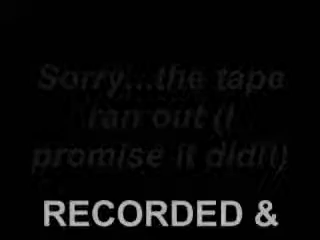 Sorry...the tape
ran out (I
promise it did!!)
RECORDED &